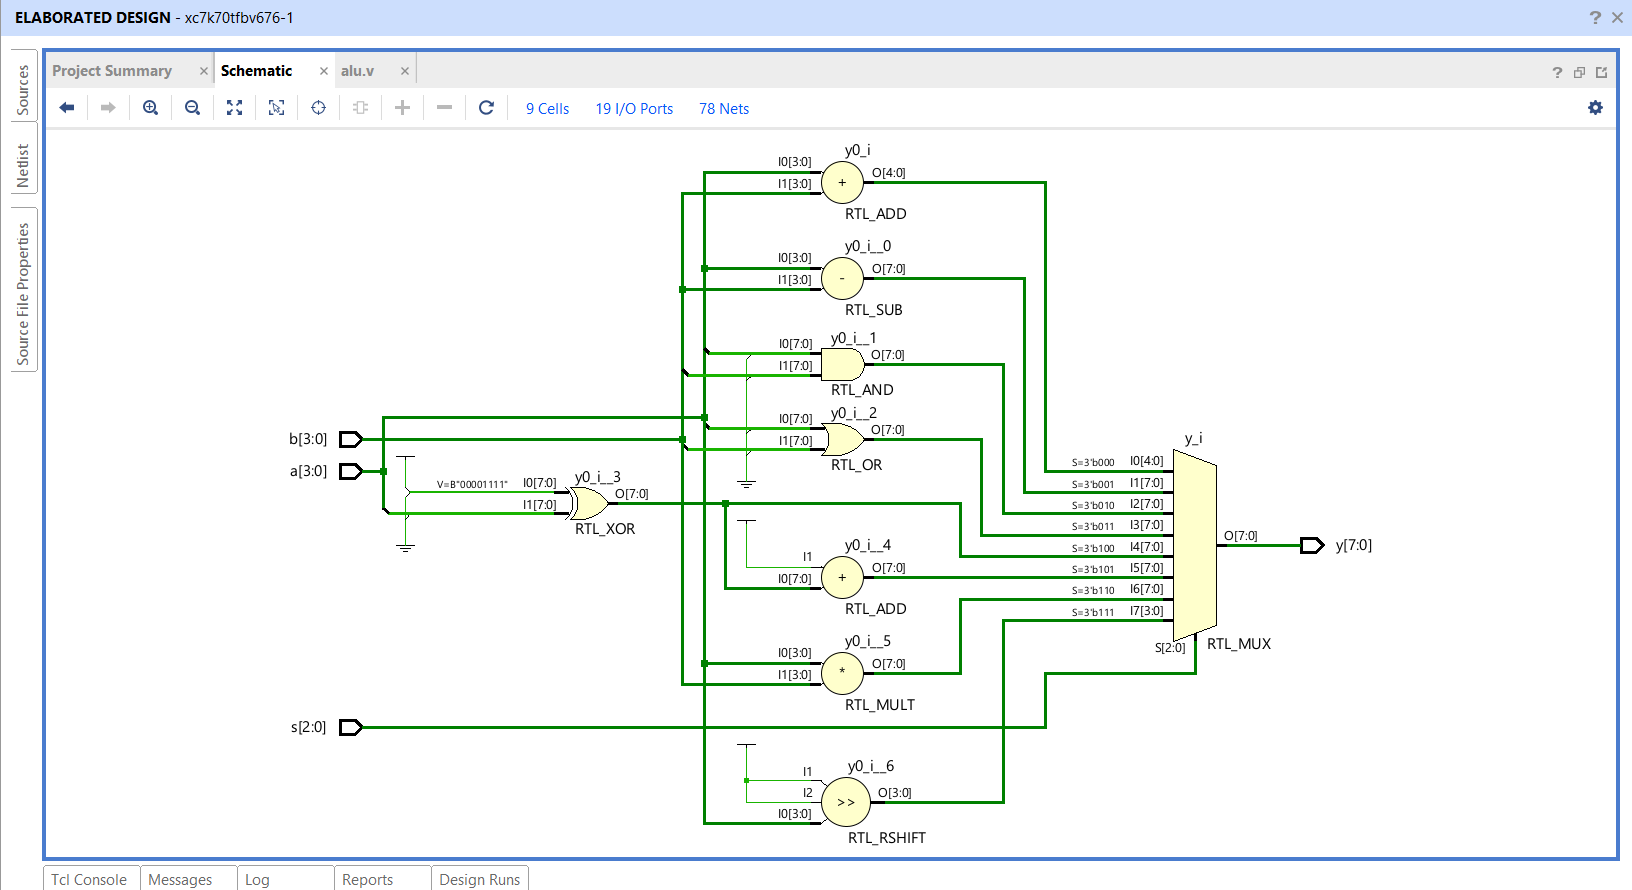 ELABORATED DESIGN - xc7k70tfbv676-1
? ×
Sources
Netlist
Source File Properties
Project Summary × Schematic × alu.v ×
?
9 Cells 19 I/O Ports 78 Nets
y0_i
I0[3:0]
I1[3:0]
+
O[4:0]
RTL_ADD
y0_i__0
I0[3:0]
I1[3:0]
-
O[7:0]
RTL_SUB
y0_i__1
I0[7:0]
I1[7:0]
O[7:0]
RTL_AND
y0_i__2
I0[7:0]
I1[7:0]
O[7:0]
RTL_OR
b[3:0]
a[3:0]
y0_i__3
V=B"00001111"
I0[7:0]
I1[7:0]
O[7:0]
RTL_XOR
y0_i__4
I1
I0[7:0]
+
O[7:0]
RTL_ADD
y0_i__5
I0[3:0]
I1[3:0]
*
O[7:0]
RTL_MULT
s[2:0]
y0_i__6
I1
I2
I0[3:0]
>>
O[3:0]
RTL_RSHIFT
y_i
S=3'b000 I0[4:0]
S=3'b001 I1[7:0]
S=3'b010 I2[7:0]
S=3'b011 I3[7:0]
S=3'b100 I4[7:0]
S=3'b101 I5[7:0]
S=3'b110 I6[7:0]
S=3'b111 I7[3:0]
S[2:0]
RTL_MUX
O[7:0]
y[7:0]
Tcl Console Messages Log Reports Design Runs